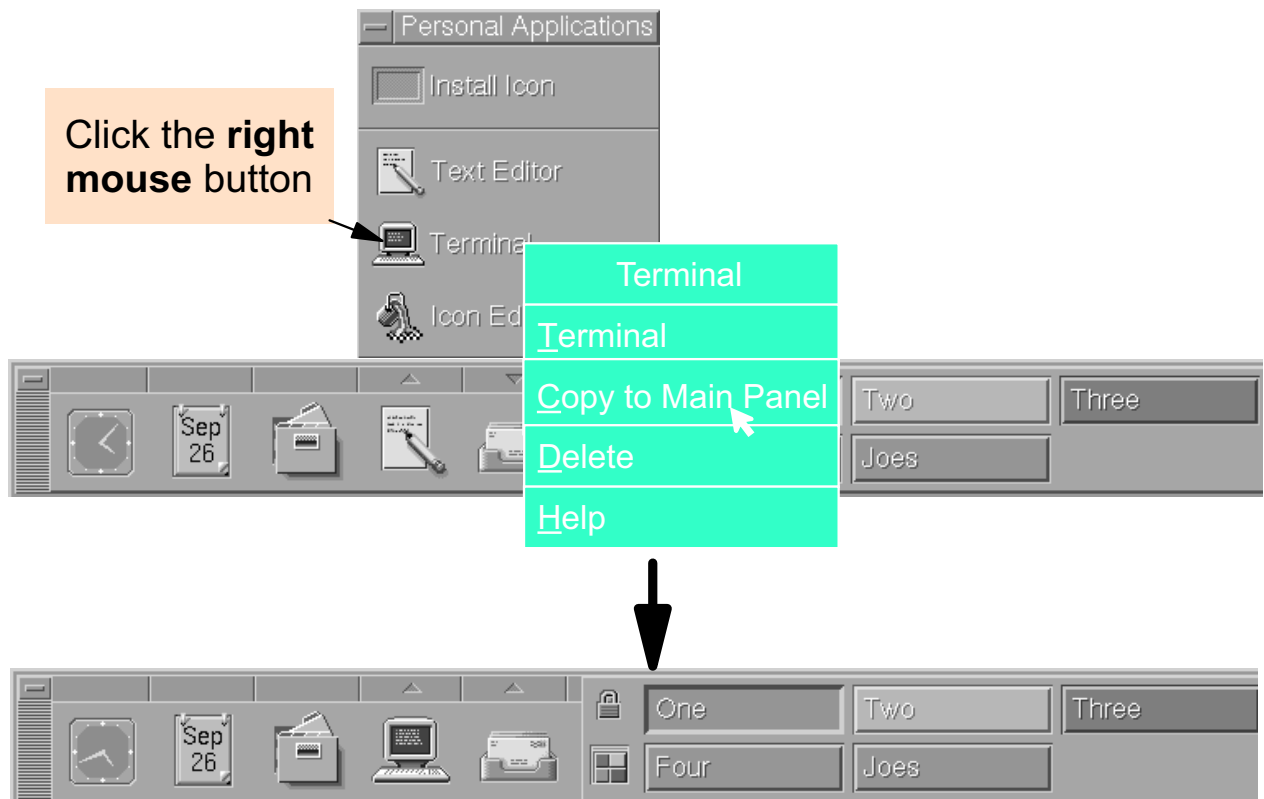 Personal Applications
Install Icon
Click the right
mouse button
Text Editor
Terminal
Icon Ed
Terminal
Terminal
Copy to Main Panel
Delete
Help
Sep
26
Two
Three
Joes
Sep
26
One
Two
Three
Four
Joes